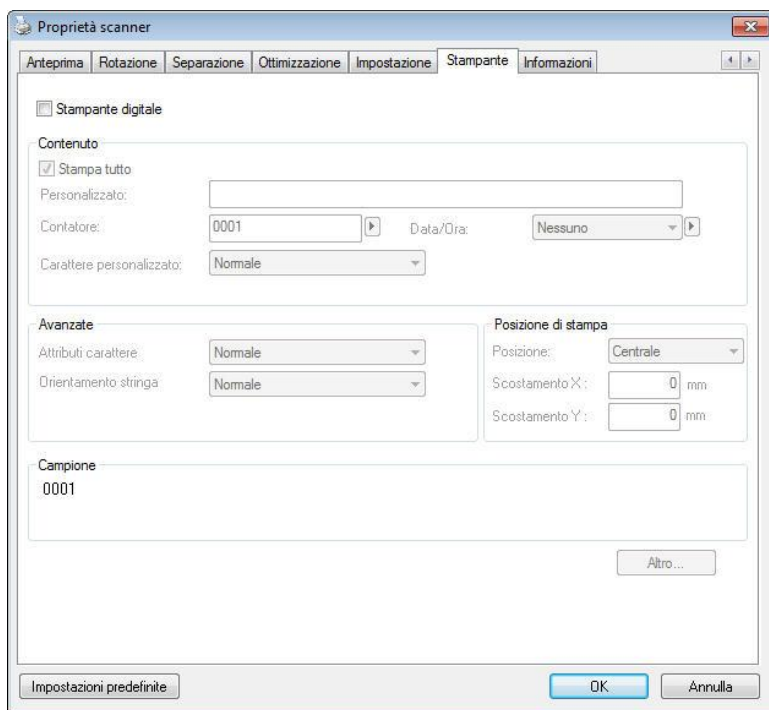 Proprietà scanner
Anteprima Rotazione Separazione Ottimizzazione Impostazione Stampante Informazioni
Stampante digitale
Contenuto
Stampa tutto
Personalizzato:
Contatore: 0001 Data/Ora: Nessuno
Carattere personalizzato: Normale
Avanzate Posizione di stampa
Attributi carattere Normale Posizione: Centrale
Orientamento stringa Normale Scostamento X : 0 mm
Scostamento Y : 0 mm
Campione
0001
Altro...
Impostazioni predefinite OK Annulla